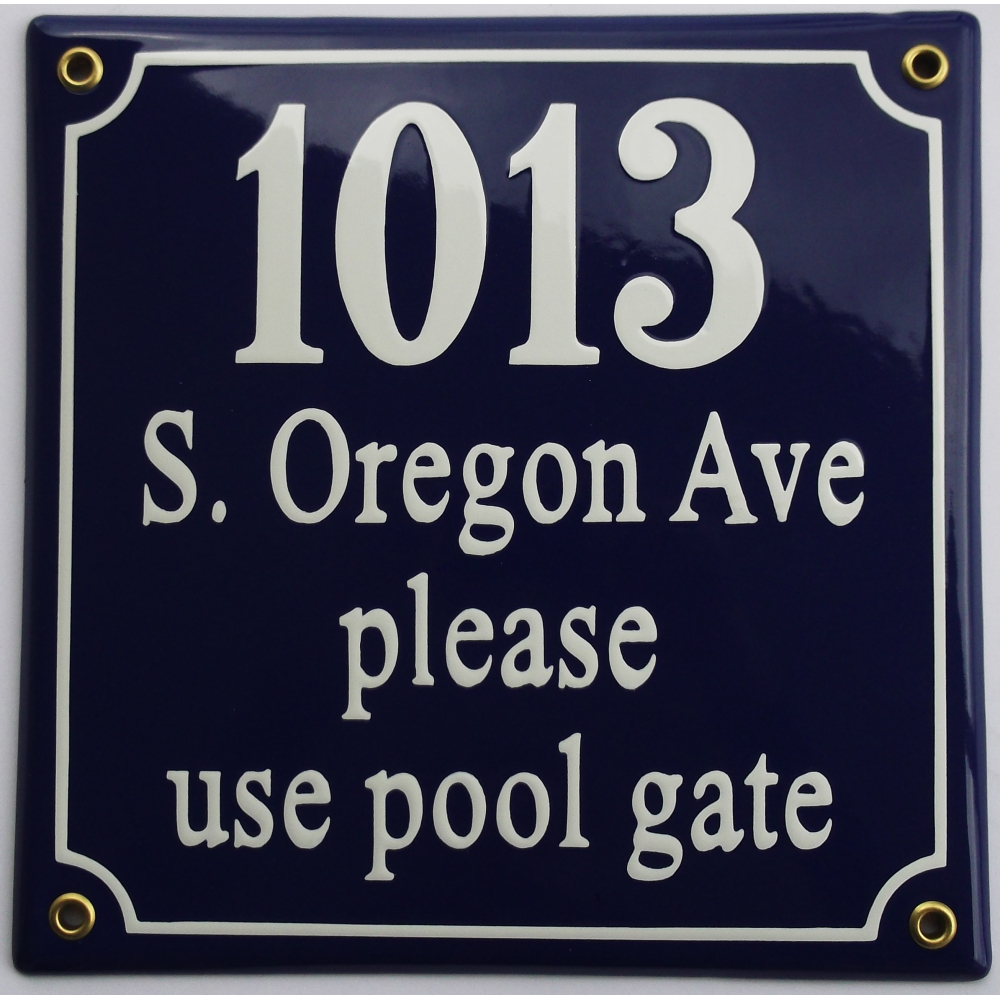 1013
S. Oregon Ave
please
use pool gate